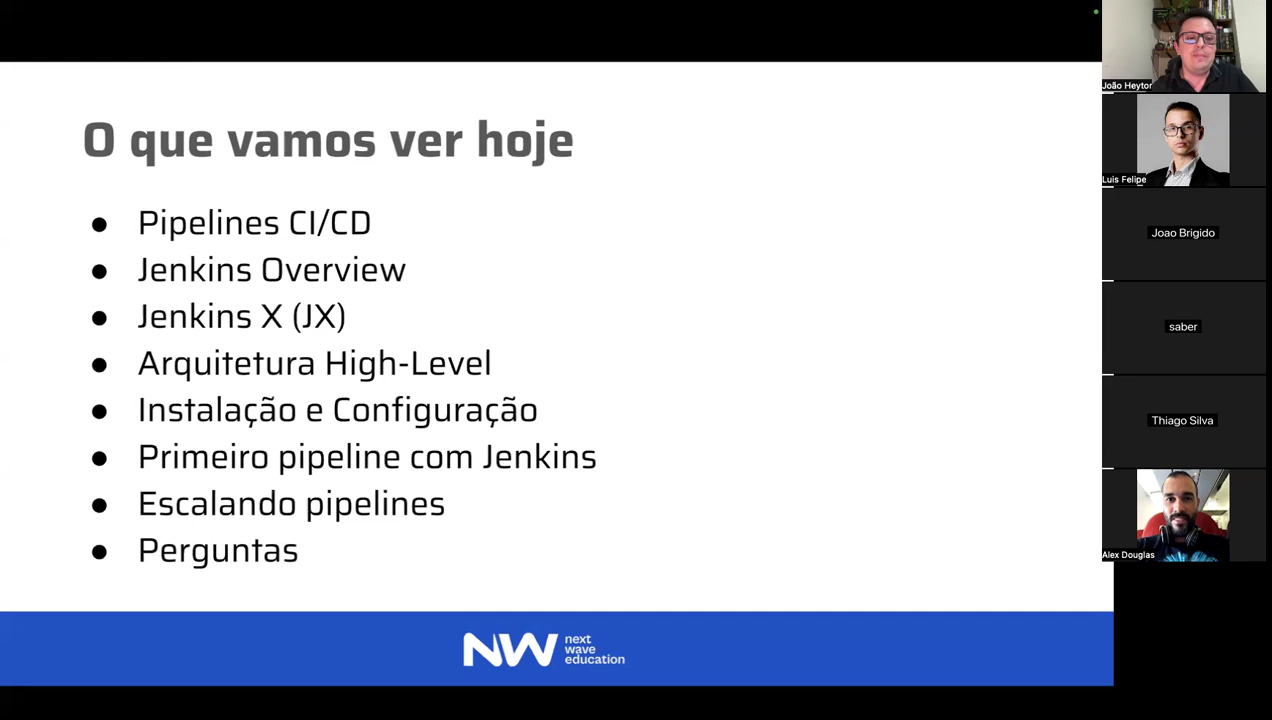 O que vamos ver hoje
● Pipelines CI/CD
● Jenkins Overview
● Jenkins X (JX)
● Arquitetura High-Level
● Instalação e Configuração
● Primeiro pipeline com Jenkins
● Escalando pipelines
● Perguntas
NW next
wave
education
João Heytor
Luis Felipe
Joao Brigido
saber
Thiago Silva
Alex Douglas